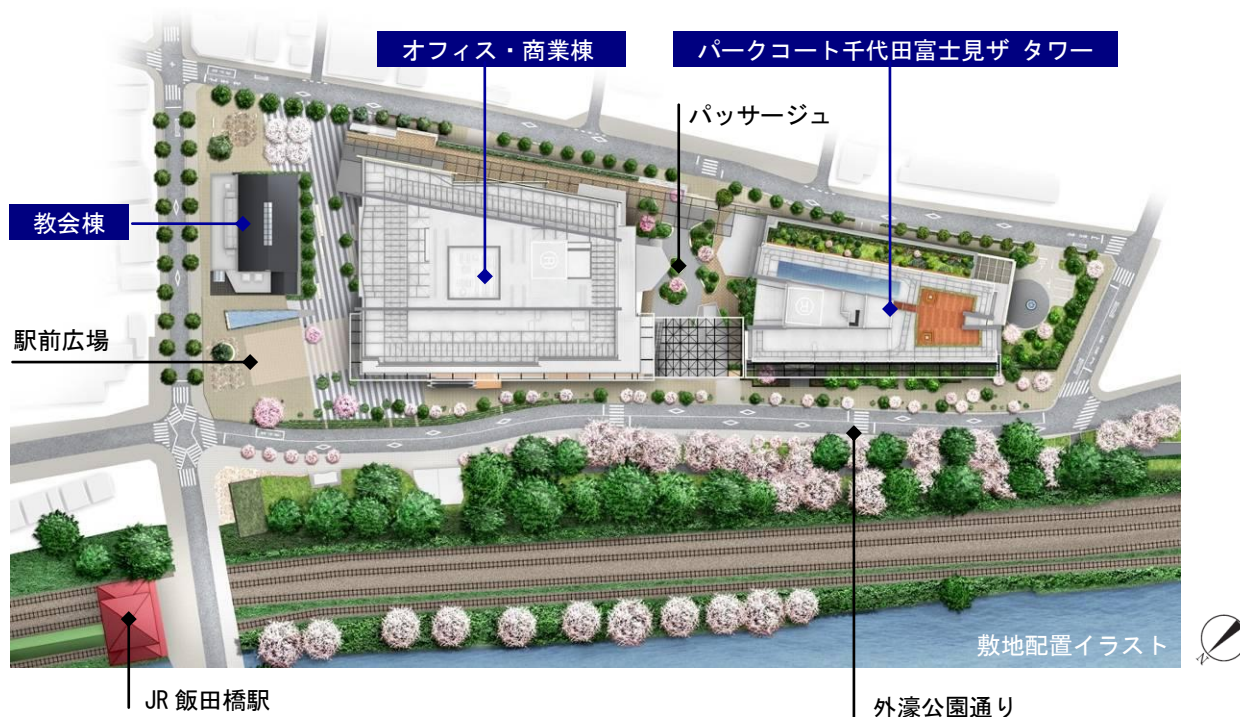 オフィス・商業棟
パークコート千代田富士見ザ タワー
パッサージュ
教会棟
駅前広場
敷地配置イラスト
N
JR 飯田橋駅
外濠公園通り